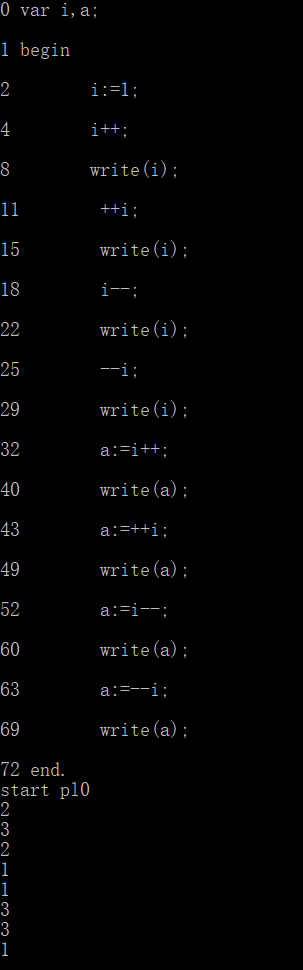 0 var i,a;
1 begin
2        i:=1;
4        i++;
8        write(i);
11        ++i;
15        write(i);
18        i--;
22        write(i);
25        --i;
29        write(i);
32        a:=i++;
40        write(a);
43        a:=++i;
49        write(a);
52        a:=i--;
60        write(a);
63        a:=--i;
69        write(a);
72 end.
start pl0
2
3
2
1
1
3
3
1